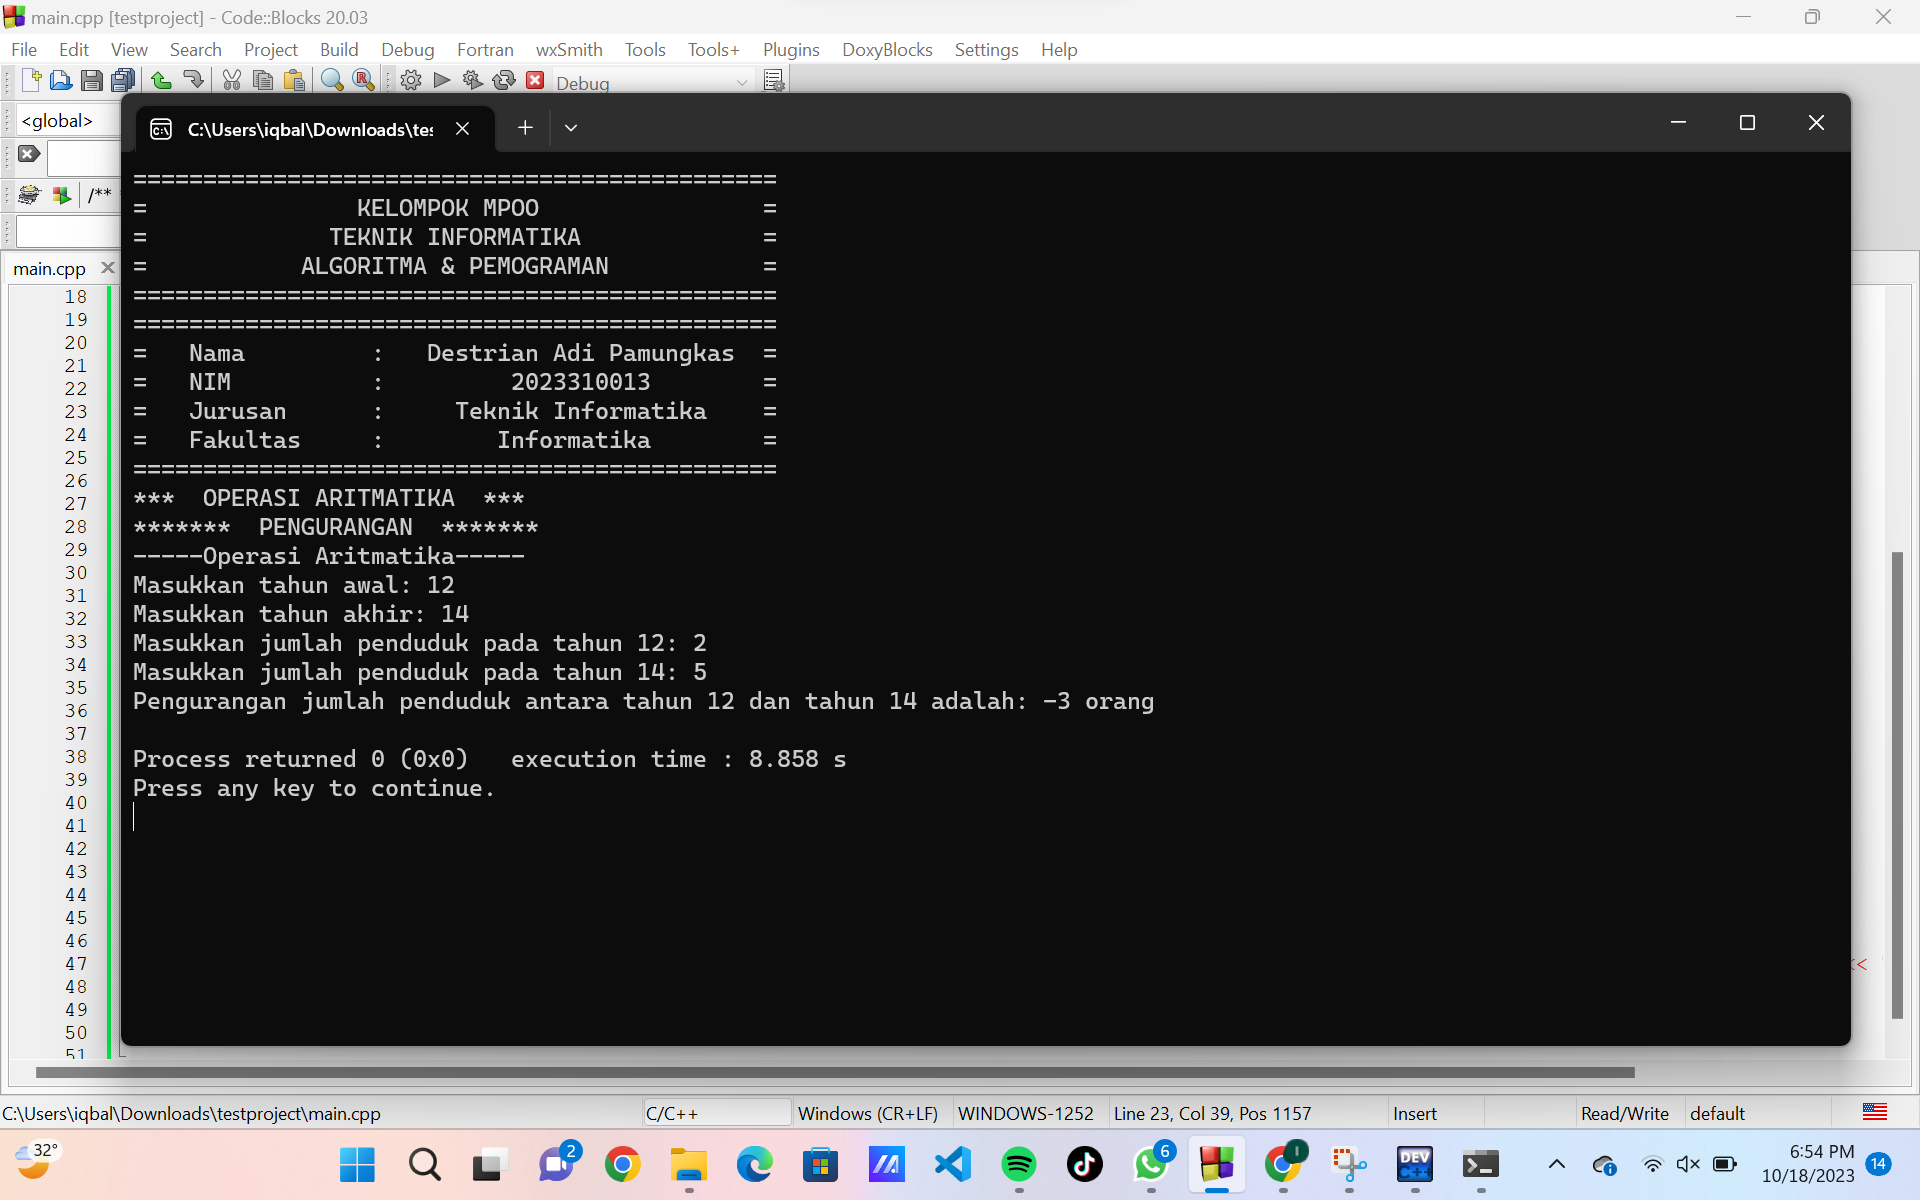 main.cpp [testproject] - Code::Blocks 20.03
File Edit View Search Project Build Debug Fortran wxSmith Tools Tools+ Plugins DoxyBlocks Settings Help
Debug
<global>
C:\Users\iqbal\Downloads\tes
/**
main.cpp
=============================================
= KELOMPOK MPOO =
= TEKNIK INFORMATIKA =
= ALGORITMA & PEMOGRAMAN =
==============================================
==============================================
= Nama : Destrian Adi Pamungkas =
= NIM : 2023310013 =
= Jurusan : Teknik Informatika =
= Fakultas : Informatika =
==============================================
*** OPERASI ARITMATIKA ***
******* PENGURANGAN *******
-----Operasi Aritmatika-----
Masukkan tahun awal: 12
Masukkan tahun akhir: 14
Masukkan jumlah penduduk pada tahun 12: 2
Masukkan jumlah penduduk pada tahun 14: 5
Pengurangan jumlah penduduk antara tahun 12 dan tahun 14 adalah: -3 orang
Process returned 0 (0x0) execution time : 8.858 s
Press any key to continue.
18
19
20
21
22
23
24
25
26
27
28
29
30
31
32
33
34
35
36
37
38
39
40
41
42
43
44
45
46
47
48
49
50
51
<<
C:\Users\iqbal\Downloads\testproject\main.cpp C/C++ Windows (CR+LF) WINDOWS-1252 Line 23, Col 39, Pos 1157 Insert Read/Write default
32°
2
6
DEV C++
6:54 PM
10/18/2023
14